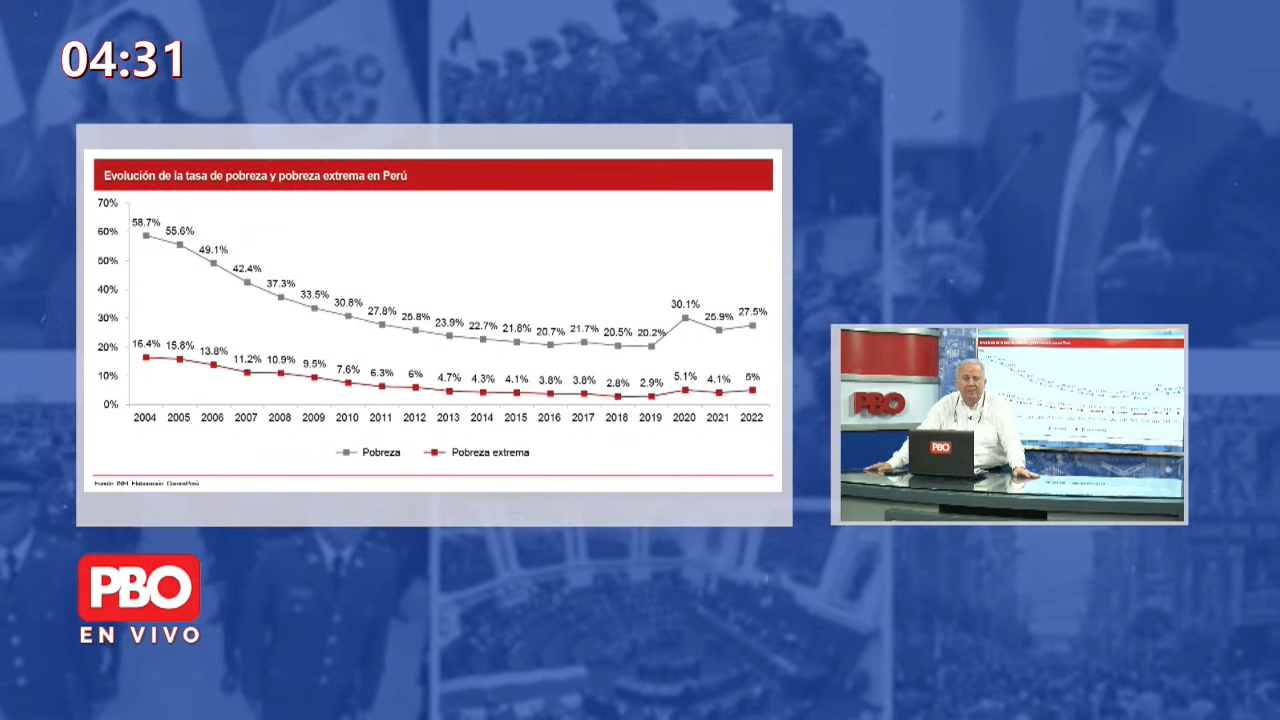 04:31
Evolución de la tasa de pobreza y pobreza extrema en Perú
70%
60%
50%
40%
30%
20%
10%
0%
58.7% 55.6% 49.1% 42.4% 37.3% 33.5% 30.8% 27.8% 25.8% 23.9% 22.7% 21.8% 20.7% 21.7% 20.5% 20.2% 30.1% 25.9% 27.5%
16.4% 15.8% 13.8% 11.2% 10.9% 9.5% 7.6% 6.3% 6% 4.7% 4.3% 4.1% 3.8% 3.8% 2.8% 2.9% 5.1% 4.1% 5%
2004 2005 2006 2007 2008 2009 2010 2011 2012 2013 2014 2015 2016 2017 2018 2019 2020 2021 2022
Pobreza Pobreza extrema
Fuente: INEI. Elaboración: ComexPerú
PBO
PBO
PBO
EN VIVO